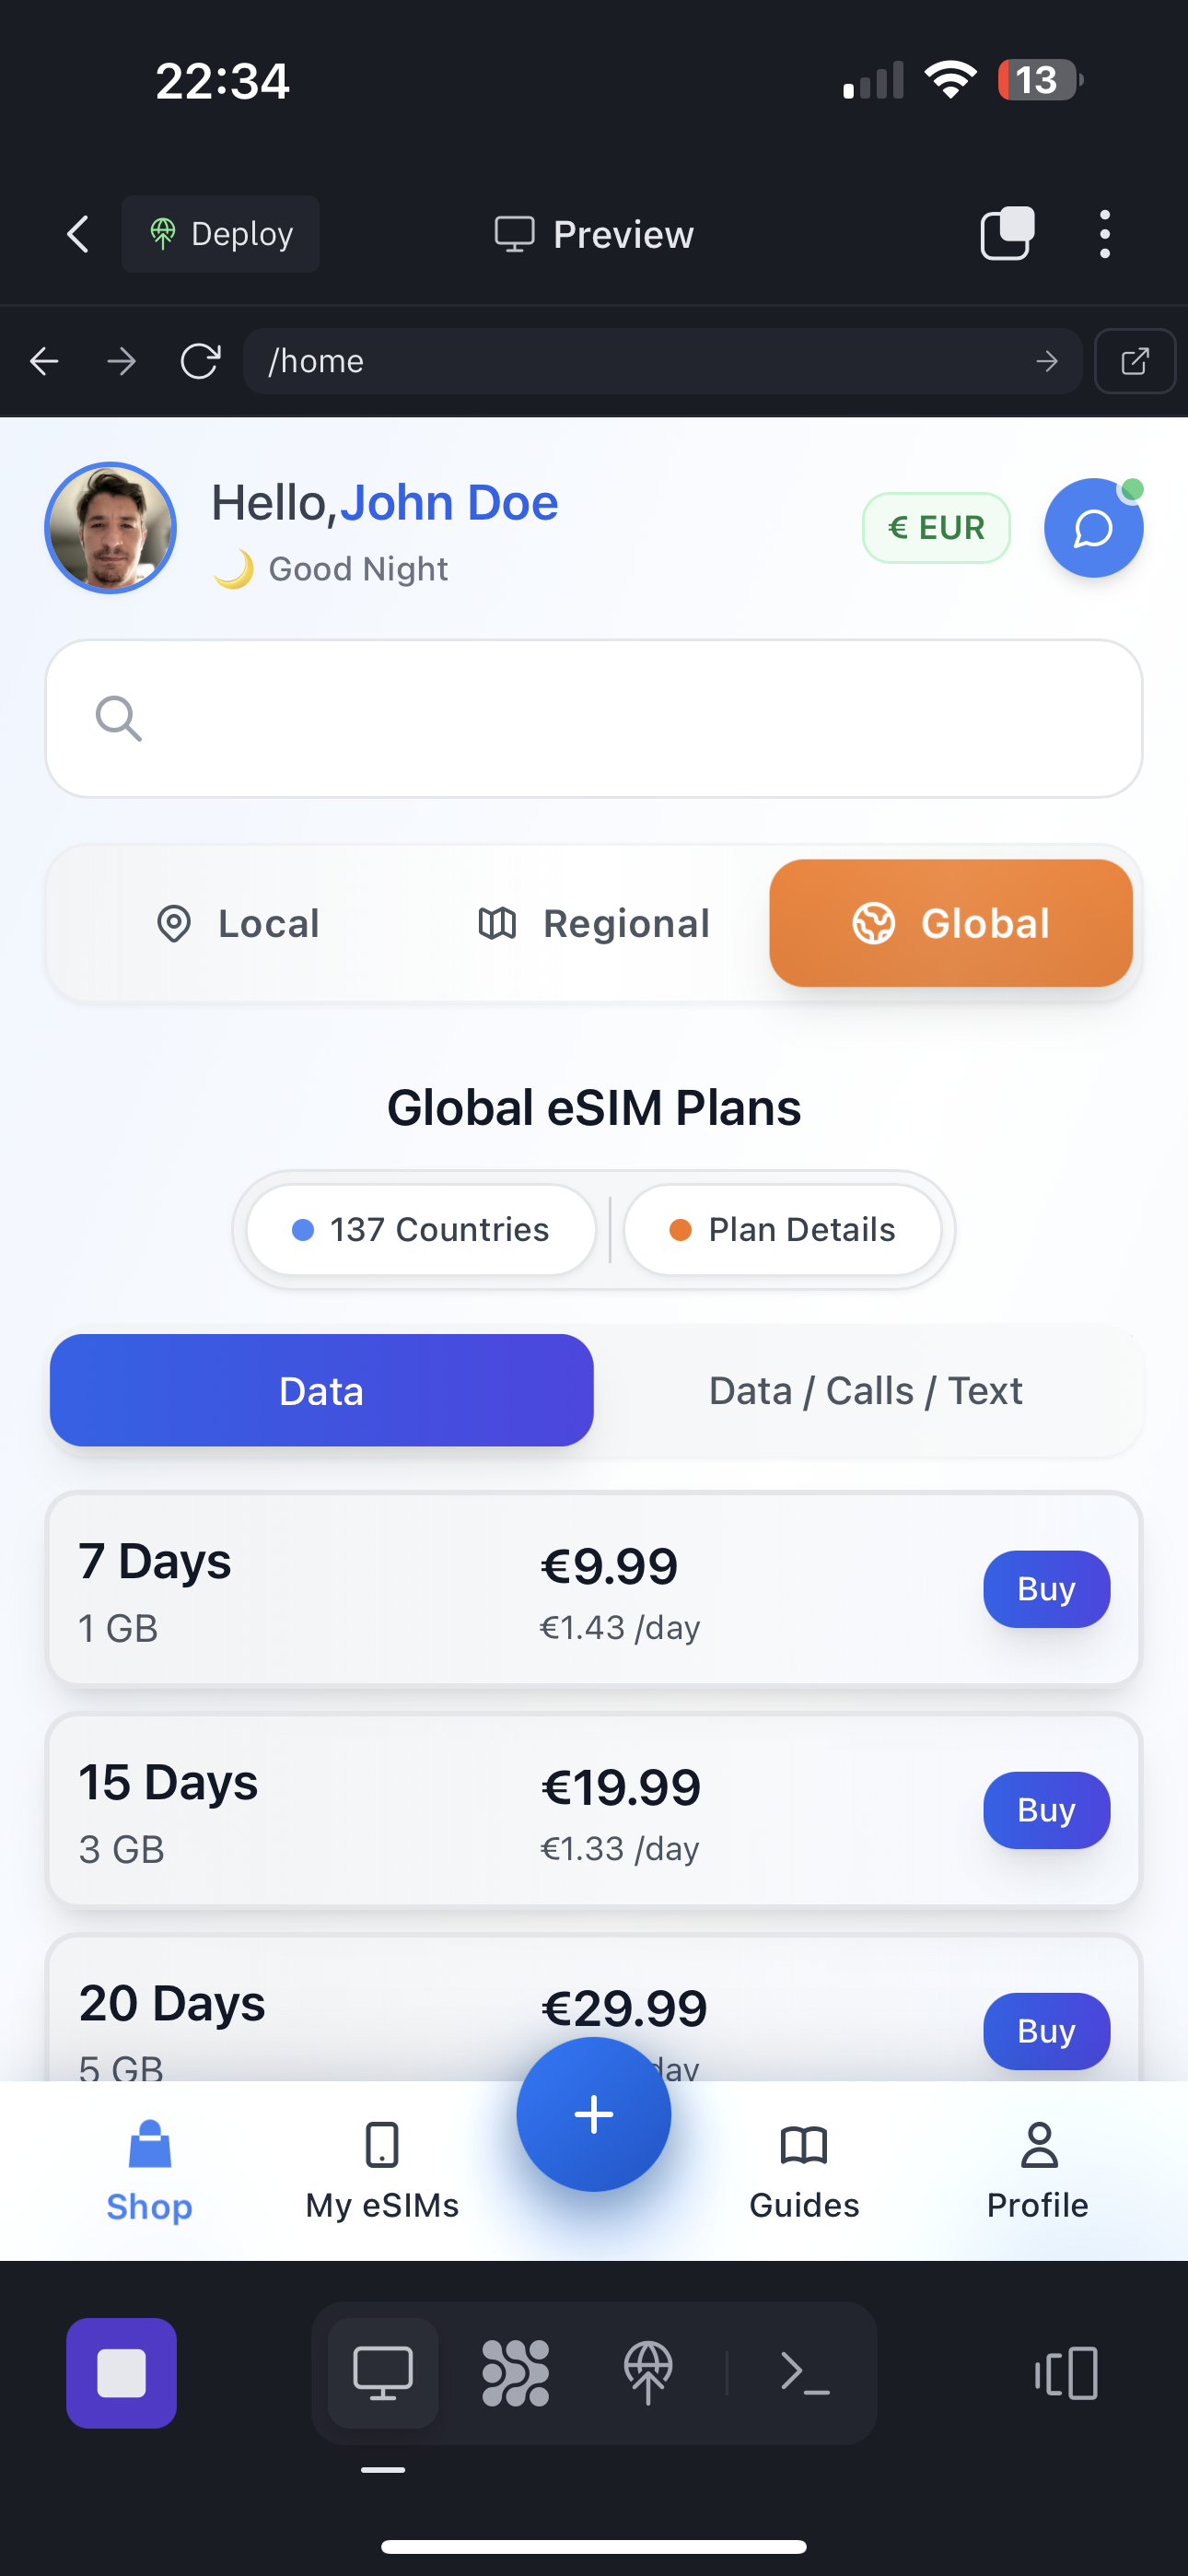 22:34
13
Deploy
Preview
/home
Hello,John Doe
Good Night
€ EUR
Local
Regional
Global
Global eSIM Plans
137 Countries
Plan Details
Data
Data / Calls / Text
7 Days
€9.99
1 GB
€1.43 /day
Buy
15 Days
€19.99
3 GB
€1.33 /day
Buy
20 Days
€29.99
5 GB
Buy
Shop
My eSIMs
Guides
Profile